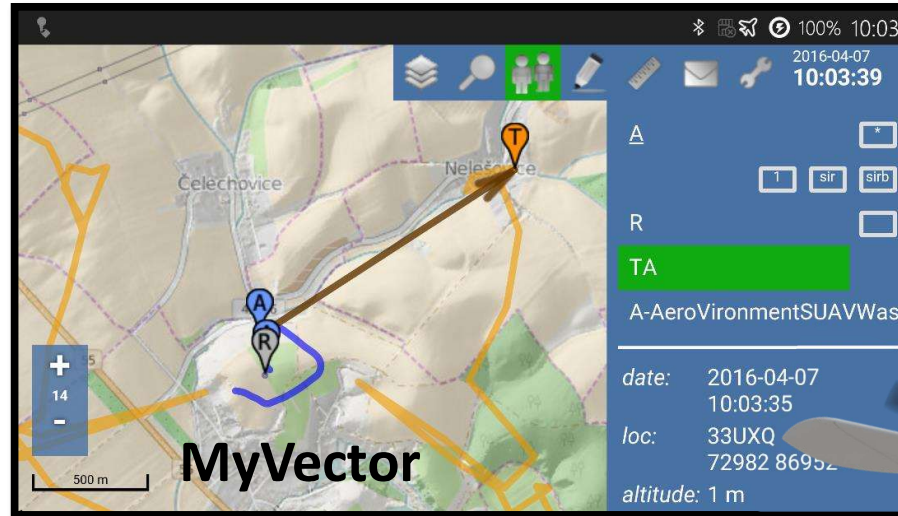 100% 10:03
2016-04-07
10:03:39
A
*
1 sir sirb
R
TA
A-AeroVironmentSUAVWas
date: 2016-04-07
10:03:35
loc: 33UXQ
72982 86952
altitude: 1 m
Čelechovice
T
A
R
+
14
-
55
500 m
MyVector